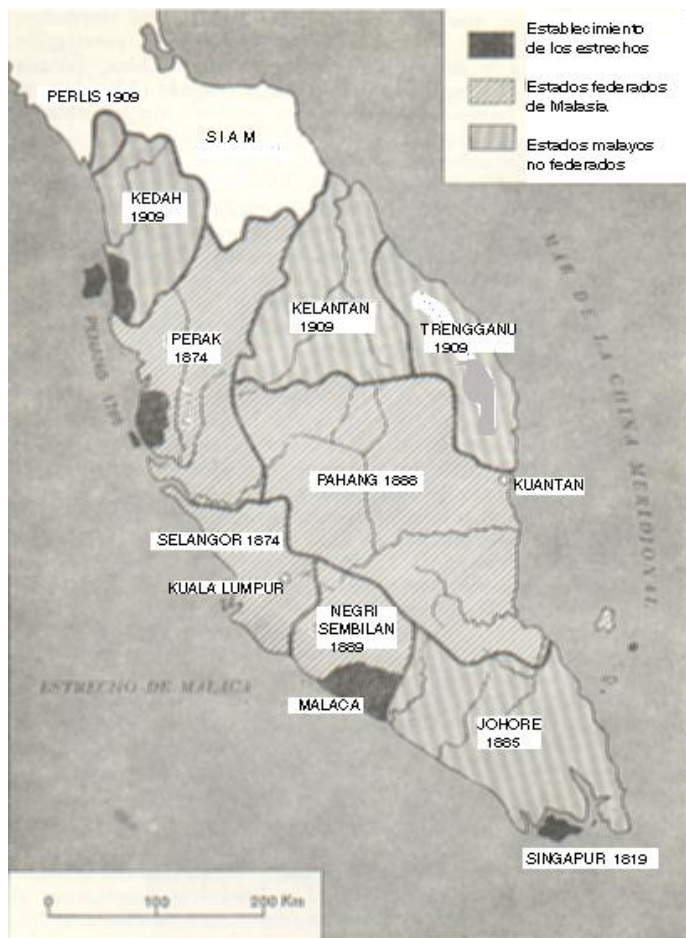 Establecimiento
de los estrechos
Estados federados
de Malasia.
Estados malayos
no federados
PERLIS 1909
SIAM
KEDAH
1909
MAR DE LA CHINA MERIDIONAL
KELANTAN
1909
TRENGGANU
1909
PERAK
1874
PENANG
PAHANG 1888
KUANTAN
SELANGOR 1874
KUALA LUMPUR
NEGRI
SEMBILAN
1889
ESTRECHO DE MALACA
MALACA
JOHORE
1885
SINGAPUR 1819
0 100 200 Km